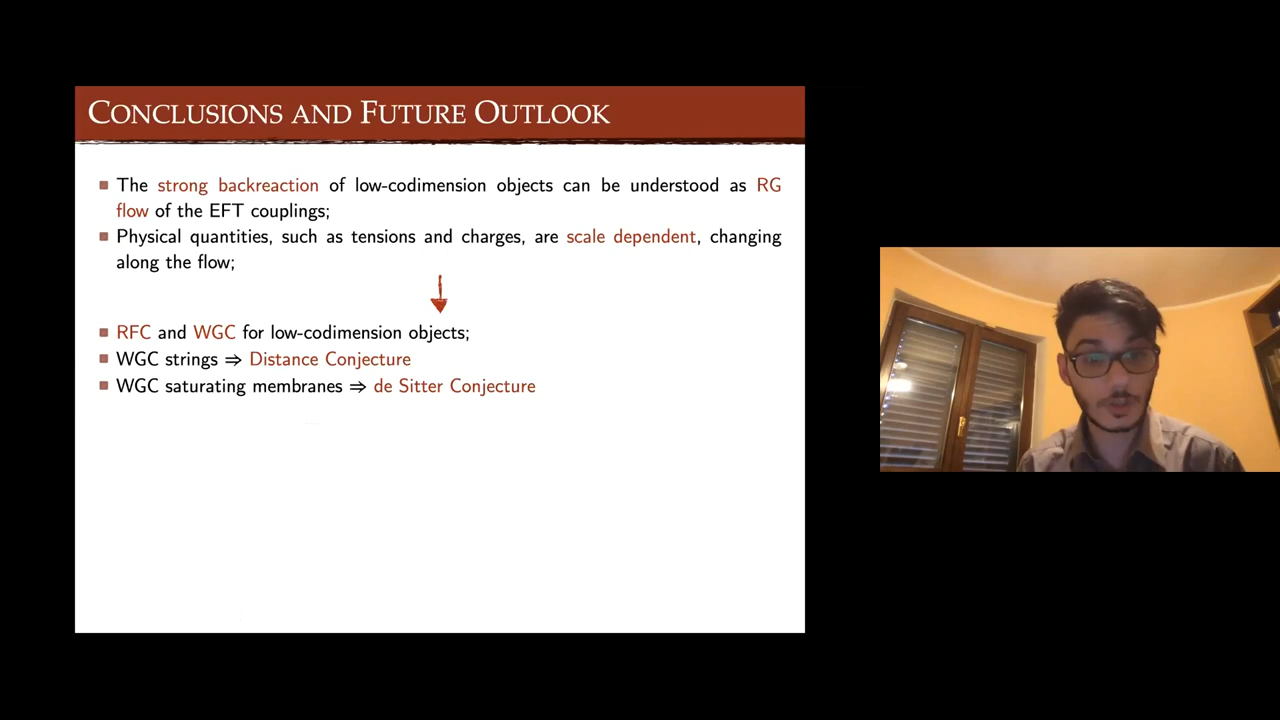 CONCLUSIONS AND FUTURE OUTLOOK
The strong backreaction of low-codimension objects can be understood as RG
flow of the EFT couplings;
Physical quantities, such as tensions and charges, are scale dependent, changing
along the flow;
RFC and WGC for low-codimension objects;
WGC strings ⇒ Distance Conjecture
WGC saturating membranes ⇒ de Sitter Conjecture